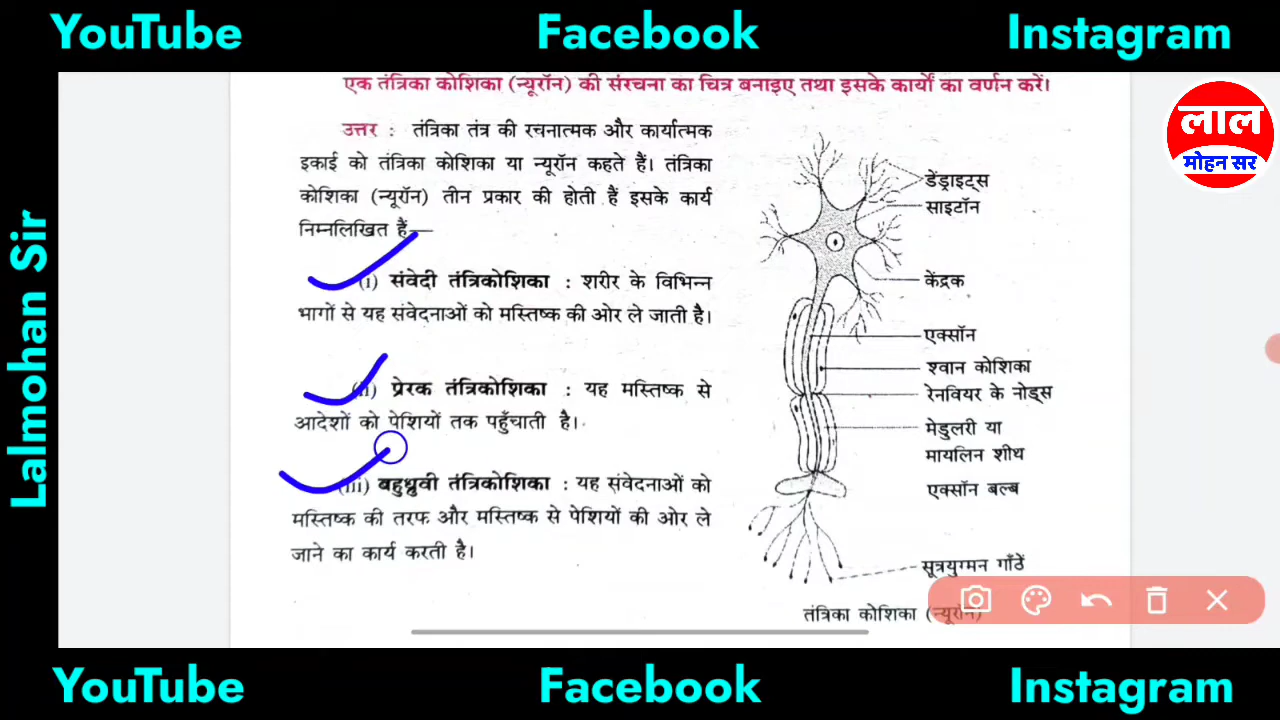 YouTube Facebook Instagram
लाल
मोहन सर
Lalmohan Sir
एक तंत्रिका कोशिका (न्यूरॉन) की संरचना का चित्र बनाइए तथा इसके कार्यों का वर्णन करें।
उत्तर : तंत्रिका तंत्र की रचनात्मक और कार्यात्मक
इकाई को तंत्रिका कोशिका या न्यूरॉन कहते हैं। तंत्रिका
कोशिका (न्यूरॉन) तीन प्रकार की होती हैं इसके कार्य
निम्नलिखित हैं—
(i) संवेदी तंत्रिकोशिका : शरीर के विभिन्न
भागों से यह संवेदनाओं को मस्तिष्क की ओर ले जाती है।
(ii) प्रेरक तंत्रिकोशिका : यह मस्तिष्क से
आदेशों को पेशियों तक पहुँचाती है।
(iii) बहुध्रुवी तंत्रिकोशिका : यह संवेदनाओं को
मस्तिष्क की तरफ और मस्तिष्क से पेशियों की ओर ले
जाने का कार्य करती है।
डेंड्राइट्स
साइटॉन
केंद्रक
एक्सॉन
श्वान कोशिका
रेनवियर के नोड्स
मेडुलरी या
मायलिन शीथ
एक्सॉन बल्ब
सूत्रयुग्मन गाँठें
तंत्रिका कोशिका (न्यूरॉन)
YouTube Facebook Instagram